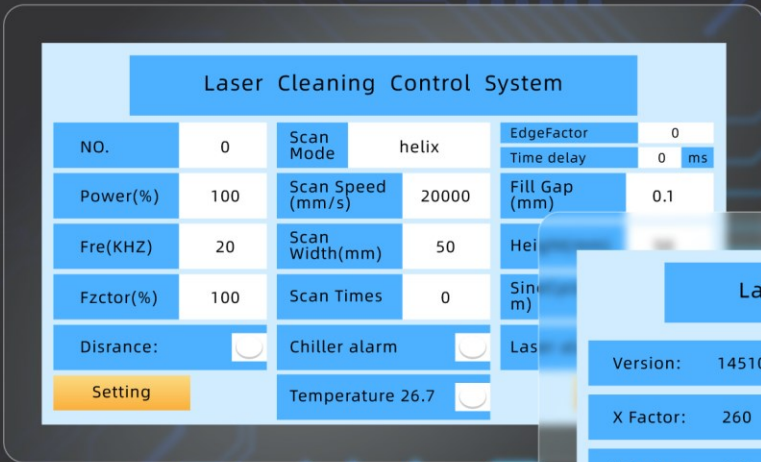 Laser Cleaning Control System
NO. 0
Scan Mode helix
EdgeFactor 0
Time delay 0 ms
Power(%) 100
Scan Speed (mm/s) 20000
Fill Gap (mm) 0.1
Fre(KHZ) 20
Scan Width(mm) 50
Fzctor(%) 100
Scan Times 0
m)
Disrance:
Chiller alarm
Setting
Temperature 26.7
Version:
X Factor: 260